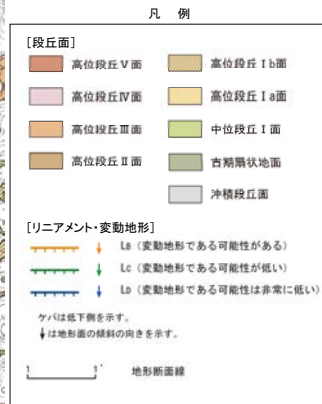 凡 例
[段丘面]
高位段丘Ⅴ面 高位段丘Ⅰb面
高位段丘Ⅳ面 高位段丘Ⅰa面
高位段丘Ⅲ面 中位段丘Ⅰ面
高位段丘Ⅱ面 古期扇状地面
沖積段丘面
[リニアメント・変動地形]
LB (変動地形である可能性がある)
LC (変動地形である可能性が低い)
LD (変動地形である可能性は非常に低い)
ケバは低下側を示す。
↓は地形面の傾斜の向きを示す。
1 1' 地形断面線